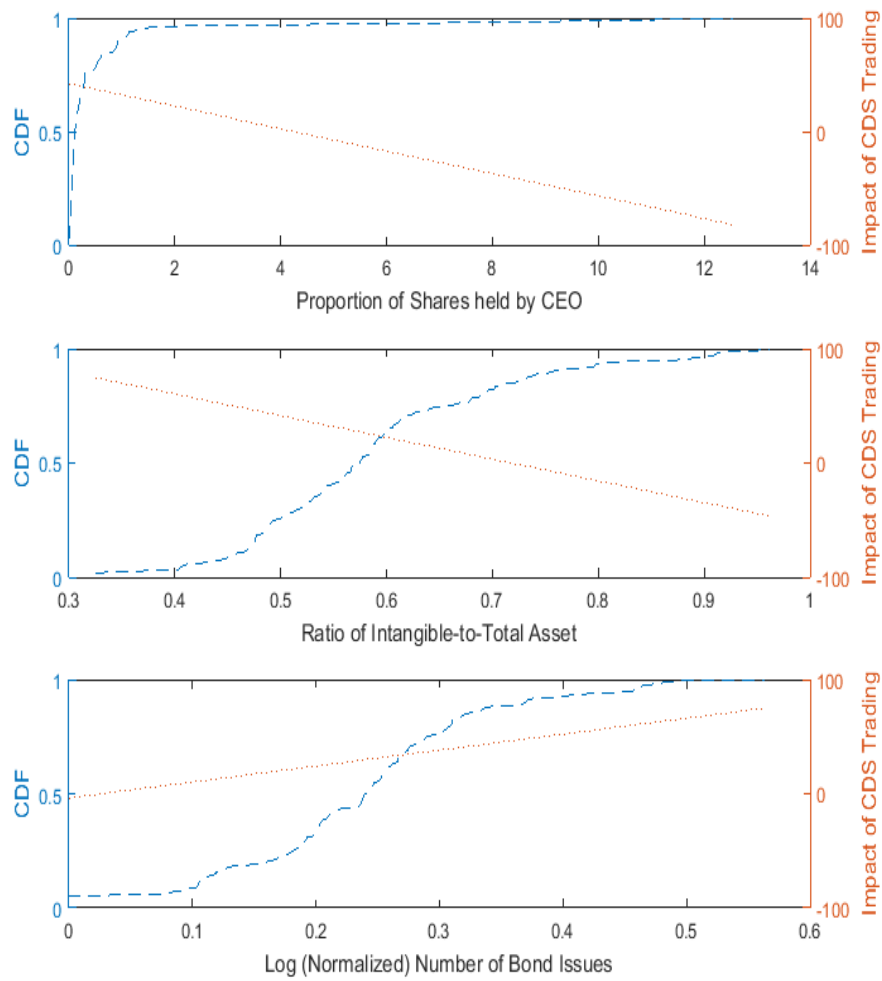 1
0.5
0
CDF
100
0
-100
Impact of CDS Trading
0 2 4 6 8 10 12 14
Proportion of Shares held by CEO
1
0.5
0
CDF
100
0
-100
Impact of CDS Trading
0.3 0.4 0.5 0.6 0.7 0.8 0.9 1
Ratio of Intangible-to-Total Asset
1
0.5
0
CDF
100
0
-100
Impact of CDS Trading
0 0.1 0.2 0.3 0.4 0.5 0.6
Log (Normalized) Number of Bond Issues